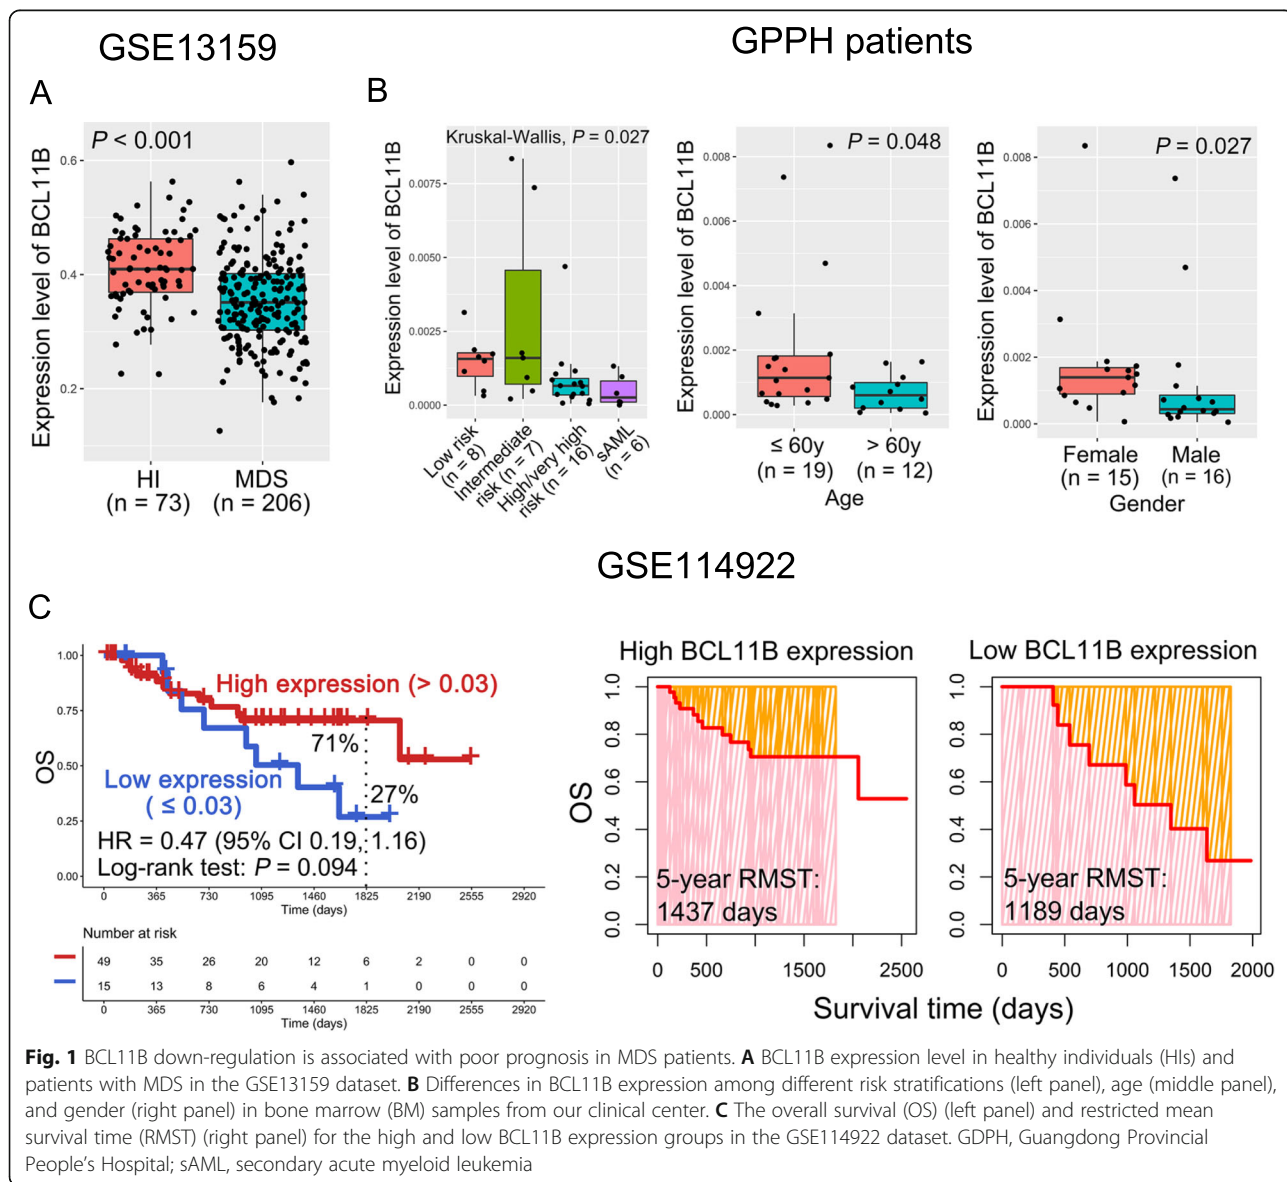 GSE13159
GPPH patients
A
B
P < 0.001
Expression level of BCL11B
0.6
0.4
0.2
HI
(n = 73)
MDS
(n = 206)
Kruskal-Wallis, P = 0.027
Expression level of BCL11B
0.0075
0.0050
0.0025
0.0000
Low risk
(n = 8)
Intermediate
risk (n = 7)
High/very high
risk (n = 16)
sAML
(n = 6)
P = 0.048
Expression level of BCL11B
0.008
0.006
0.004
0.002
0.000
≤ 60y
(n = 19)
> 60y
(n = 12)
Age
P = 0.027
Expression level of BCL11B
0.008
0.006
0.004
0.002
0.000
Female
(n = 15)
Male
(n = 16)
Gender
GSE114922
C
OS
1.00
0.75
0.50
0.25
0.00
High expression (> 0.03)
71%
Low expression
( ≤ 0.03)
27%
HR = 0.47 (95% CI 0.19, 1.16)
Log-rank test: P = 0.094
0 365 730 1095 1460 1825 2190 2555 2920
Time (days)
Number at risk
49 35 26 20 12 6 2 0 0
15 13 8 6 4 1 0 0 0
0 365 730 1095 1460 1825 2190 2555 2920
Time (days)
High BCL11B expression
OS
1.0
0.8
0.6
0.4
0.2
0.0
5-year RMST:
1437 days
0 500 1500 2500
Low BCL11B expression
1.0
0.8
0.6
0.4
0.2
0.0
5-year RMST:
1189 days
0 500 1000 1500 2000
Survival time (days)
Fig. 1 BCL11B down-regulation is associated with poor prognosis in MDS patients. A BCL11B expression level in healthy individuals (HIs) and
patients with MDS in the GSE13159 dataset. B Differences in BCL11B expression among different risk stratifications (left panel), age (middle panel),
and gender (right panel) in bone marrow (BM) samples from our clinical center. C The overall survival (OS) (left panel) and restricted mean
survival time (RMST) (right panel) for the high and low BCL11B expression groups in the GSE114922 dataset. GDPH, Guangdong Provincial
People's Hospital; sAML, secondary acute myeloid leukemia